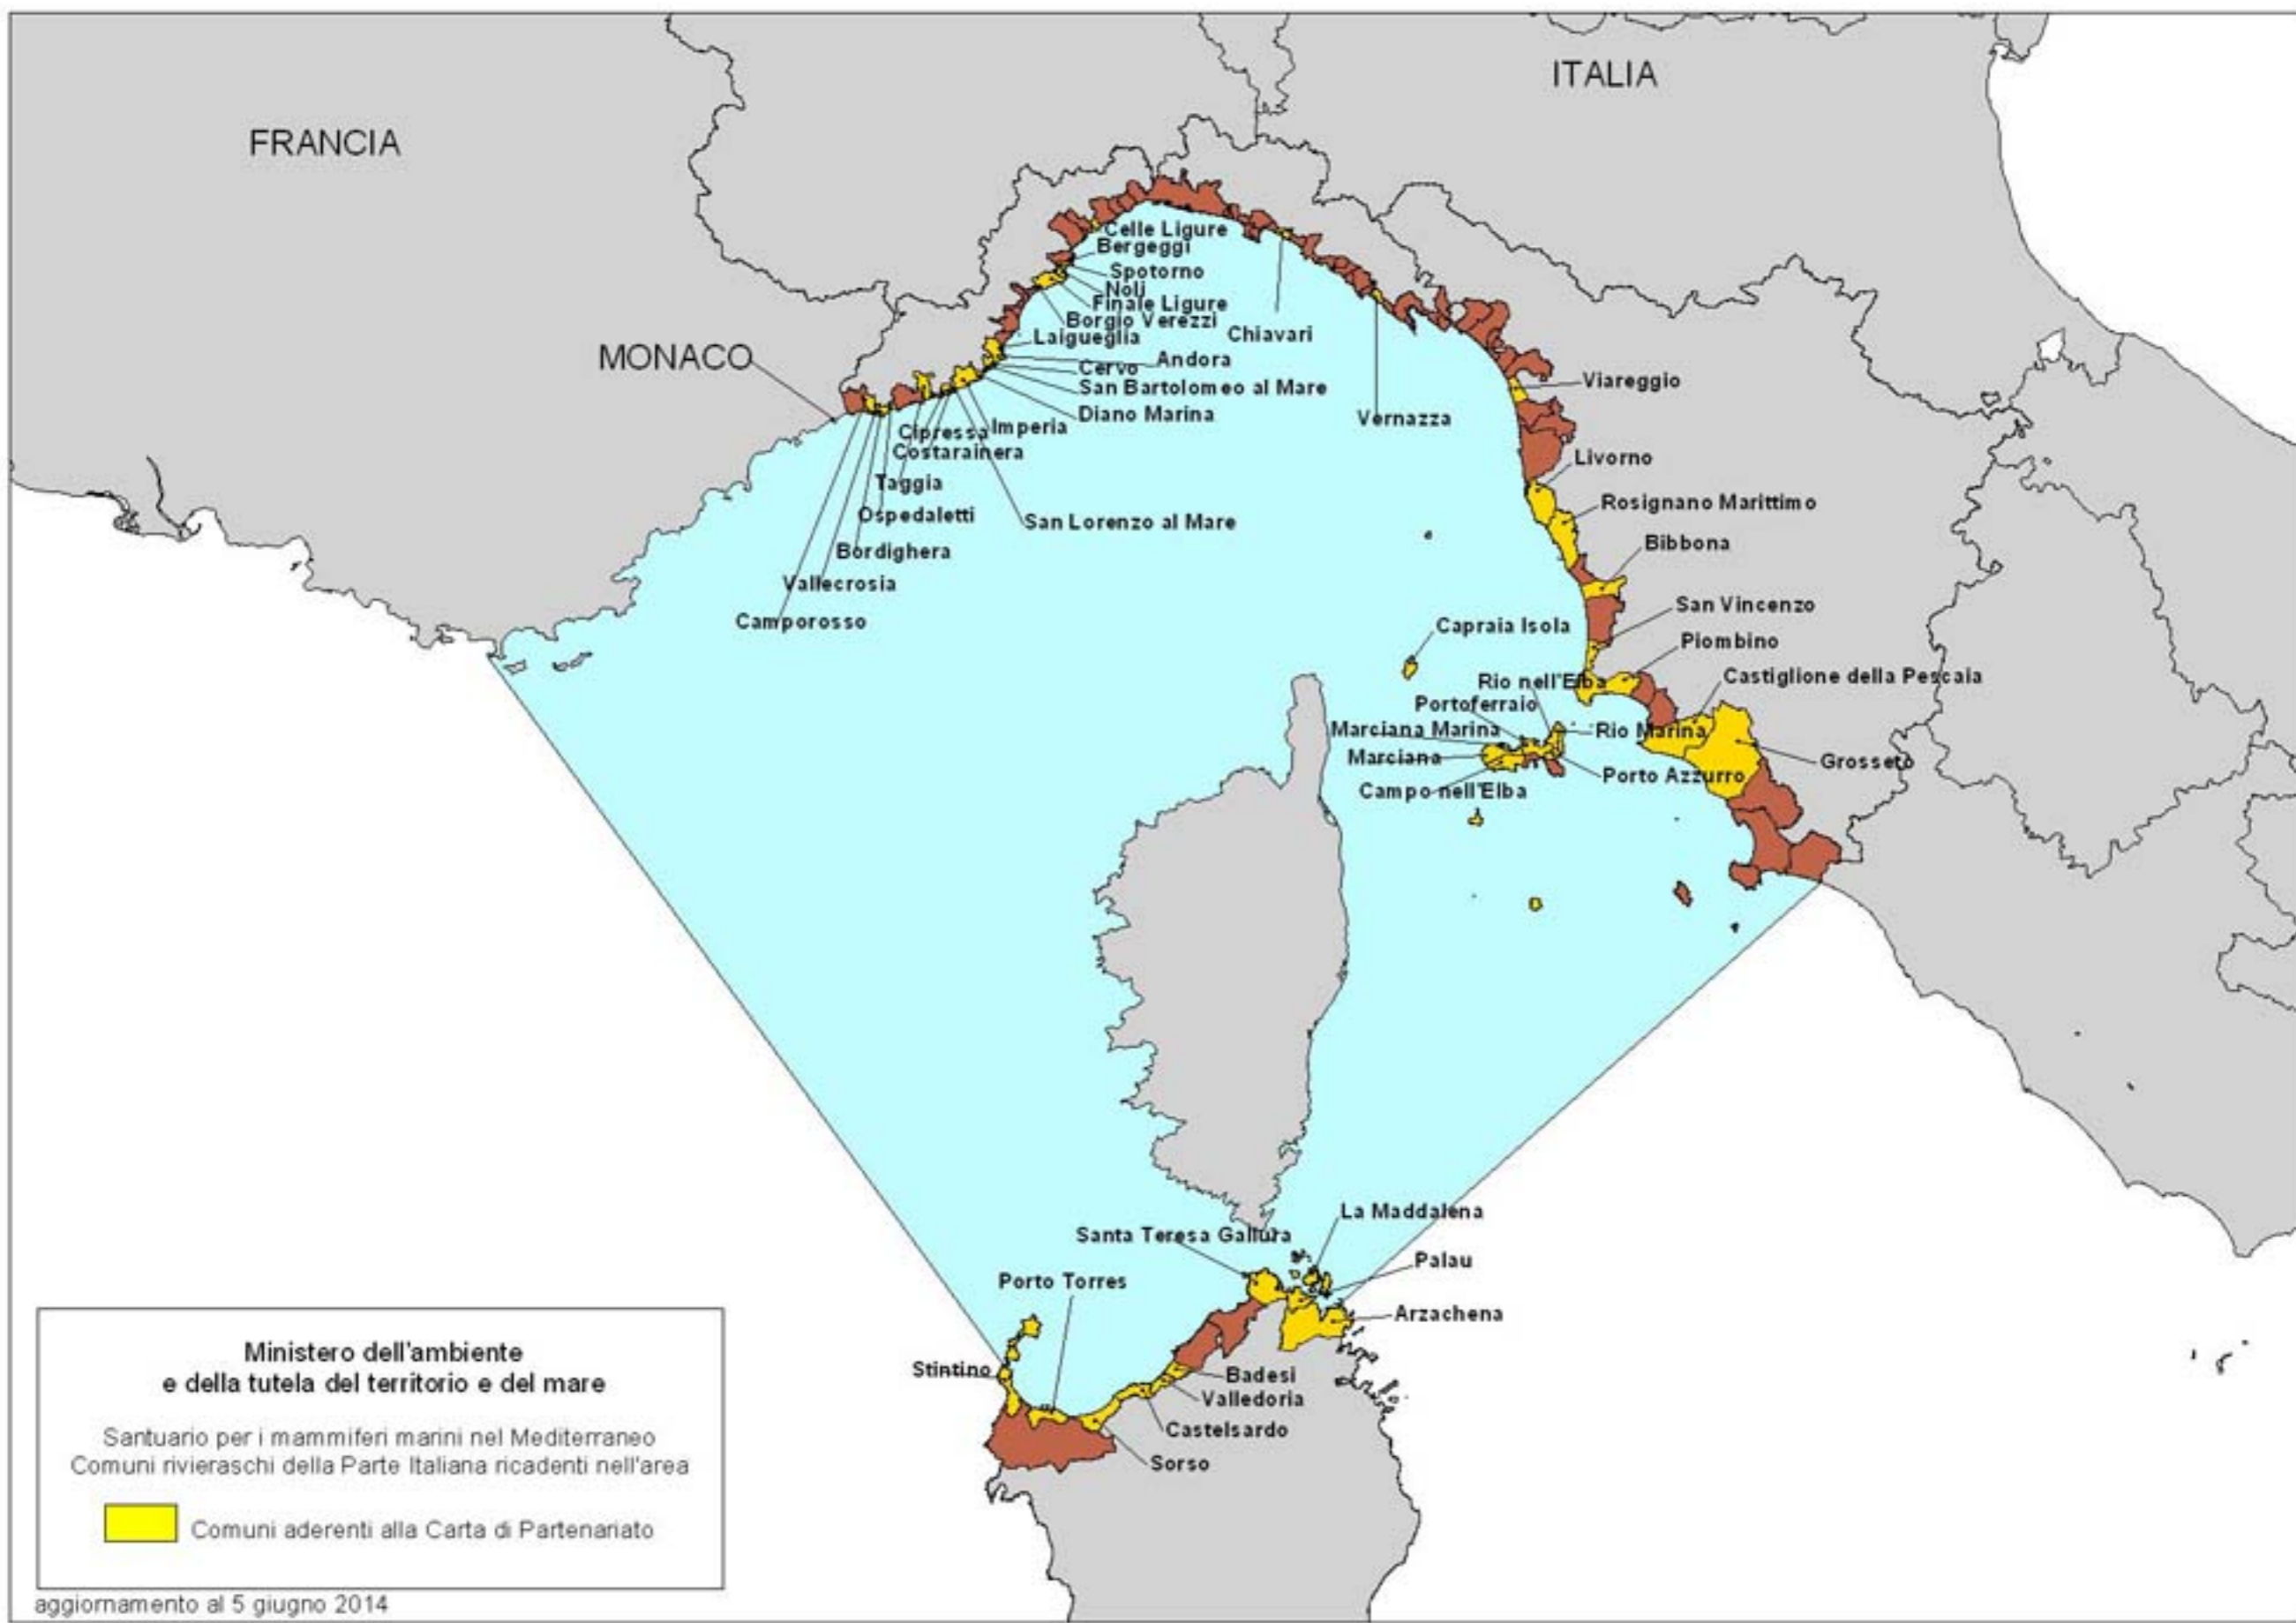 ITALIA
FRANCIA
MONACO
Celle Ligure
Bergeggi
Spotorno
Noli
Finale Ligure
Borgio Verezzi
Laigueglia
Andora
Cervo
San Bartolomeo al Mare
Diano Marina
Imperia
Cipressa
Costarainera
Taggia
Ospedaletti
San Lorenzo al Mare
Bordighera
Vallecrosia
Camporosso
Chiavari
Vernazza
Viareggio
Livorno
Rosignano Marittimo
Bibbona
San Vincenzo
Piombino
Castiglione della Pescaia
Grosseto
Capraia Isola
Rio nell'Elba
Portoferraio
Marciana Marina
Rio Marina
Marciana
Porto Azzurro
Campo nell'Elba
La Maddalena
Santa Teresa Gallura
Palau
Porto Torres
Arzachena
Stintino
Badesi
Valledoria
Castelsardo
Sorso
Ministero dell'ambiente
e della tutela del territorio e del mare
Santuario per i mammiferi marini nel Mediterraneo
Comuni rivieraschi della Parte Italiana ricadenti nell'area
Comuni aderenti alla Carta di Partenariato
aggiornamento al 5 giugno 2014